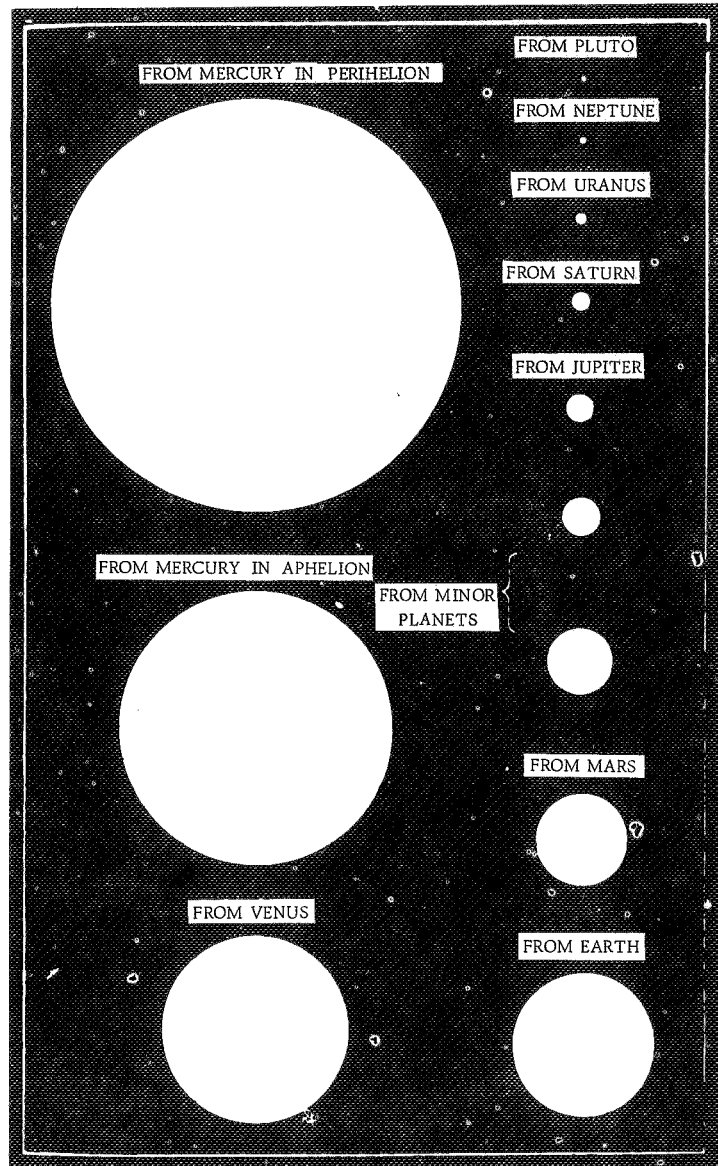 FROM PLUTO
FROM MERCURY IN PERIHELION
FROM NEPTUNE
FROM URANUS
FROM SATURN
FROM JUPITER
FROM MERCURY IN APHELION
FROM MINOR
PLANETS
FROM MARS
FROM VENUS
FROM EARTH